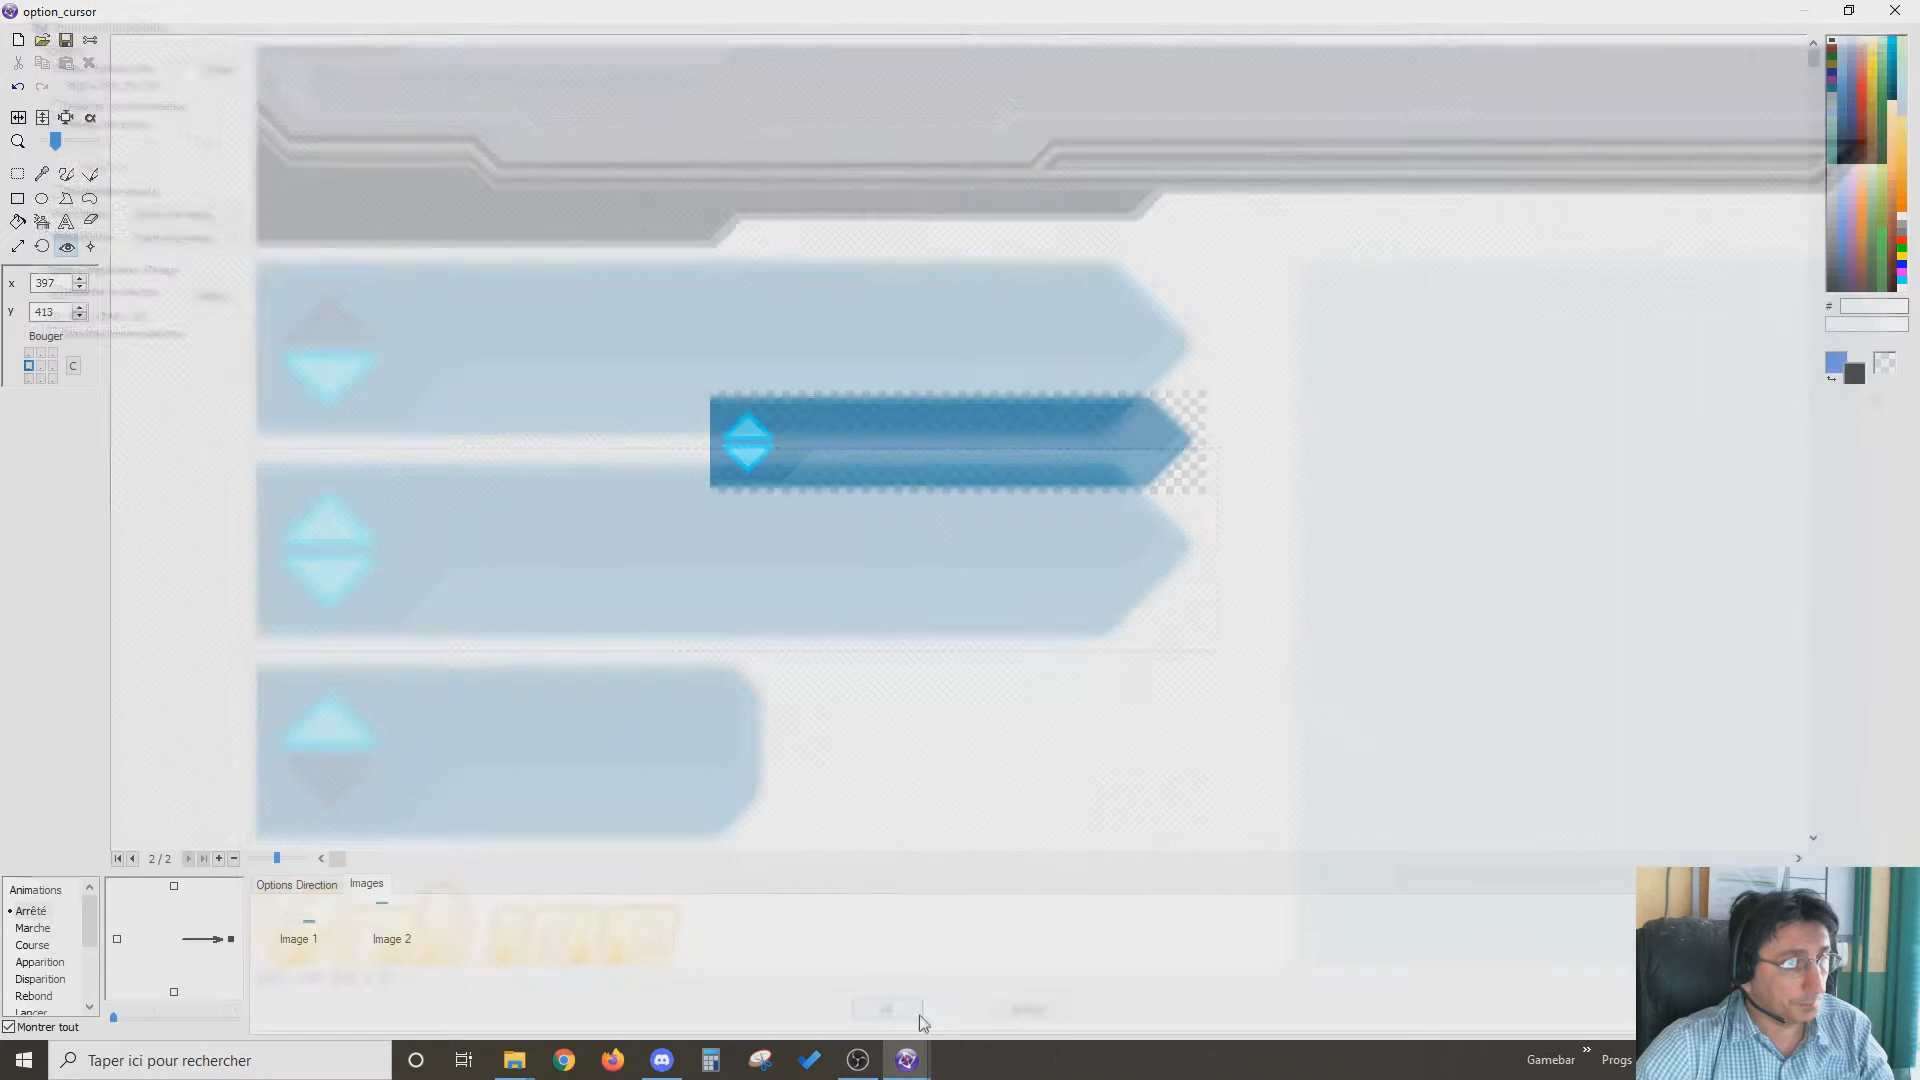 option_cursor
x 397
y 413
Bouger
C
#
2 / 2
Animations
Arrêté
Marche
Course
Apparition
Disparition
Rebond
Lancer
Montrer tout
Options Direction
Images
Image 1
Image 2
Taper ici pour rechercher
Gamebar
Progs